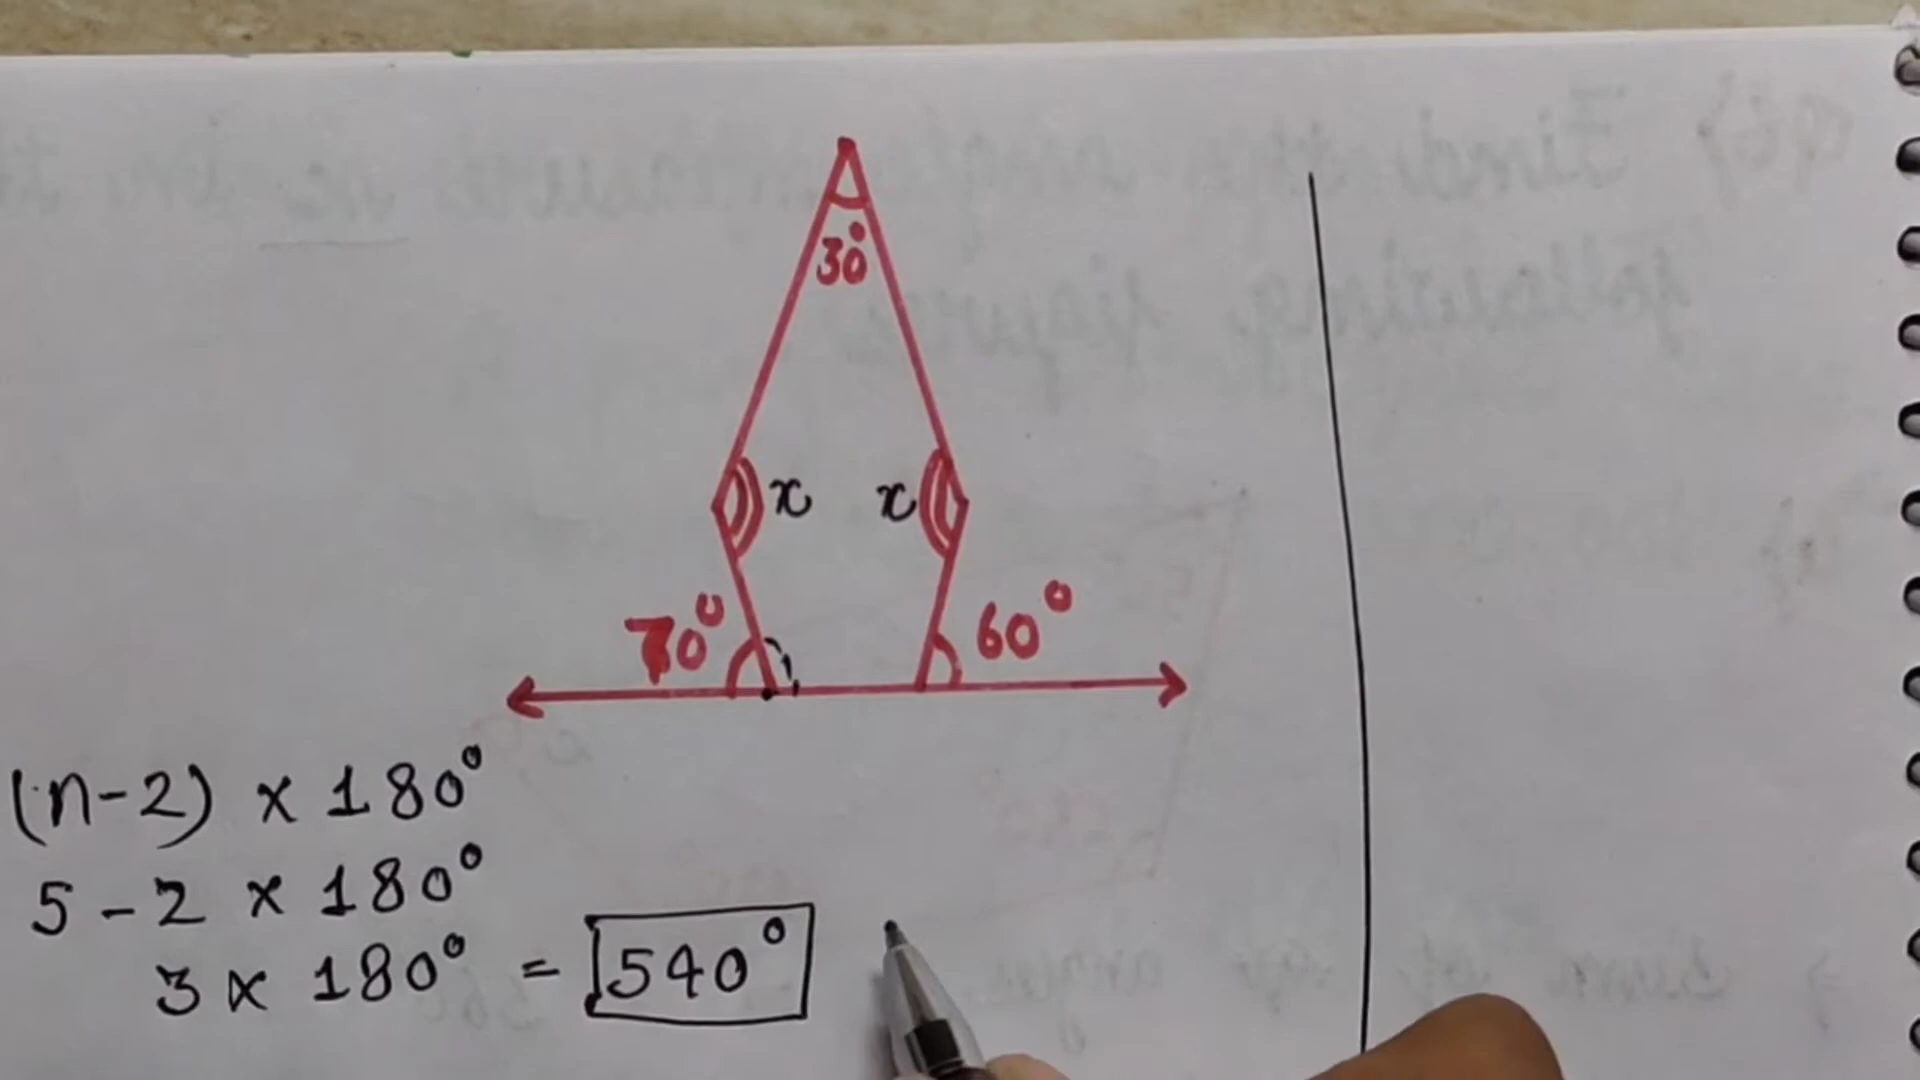 30°
x x
70° 60°
(n-2) x 180°
5-2 x 180°
3 x 180° = 540°